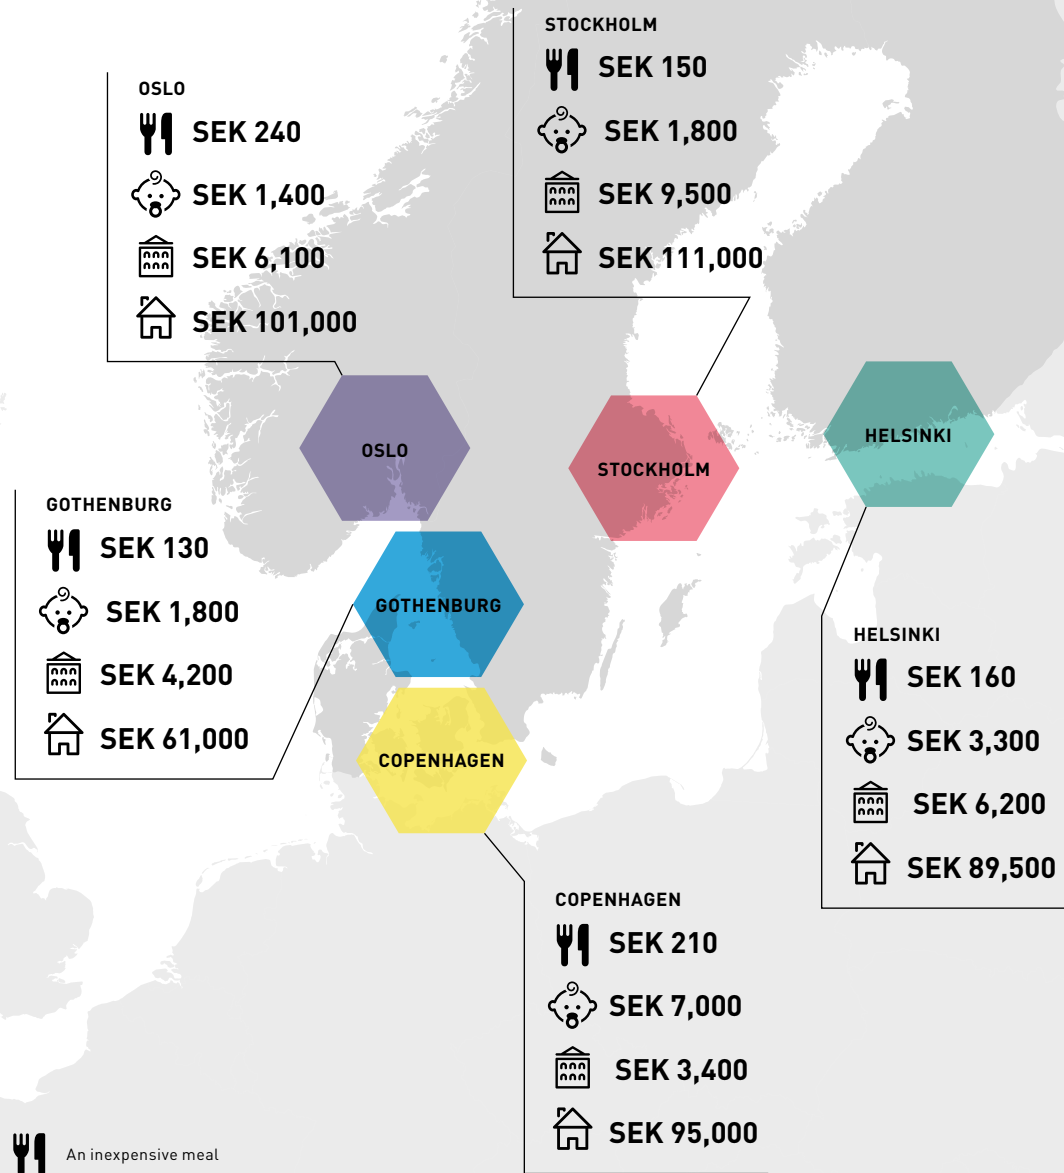 STOCKHOLM
SEK 150
SEK 1,800
SEK 9,500
SEK 111,000
OSLO
SEK 240
SEK 1,400
SEK 6,100
SEK 101,000
OSLO
STOCKHOLM
HELSINKI
GOTHENBURG
SEK 130
SEK 1,800
SEK 4,200
SEK 61,000
GOTHENBURG
COPENHAGEN
HELSINKI
SEK 160
SEK 3,300
SEK 6,200
SEK 89,500
COPENHAGEN
SEK 210
SEK 7,000
SEK 3,400
SEK 95,000
An inexpensive meal